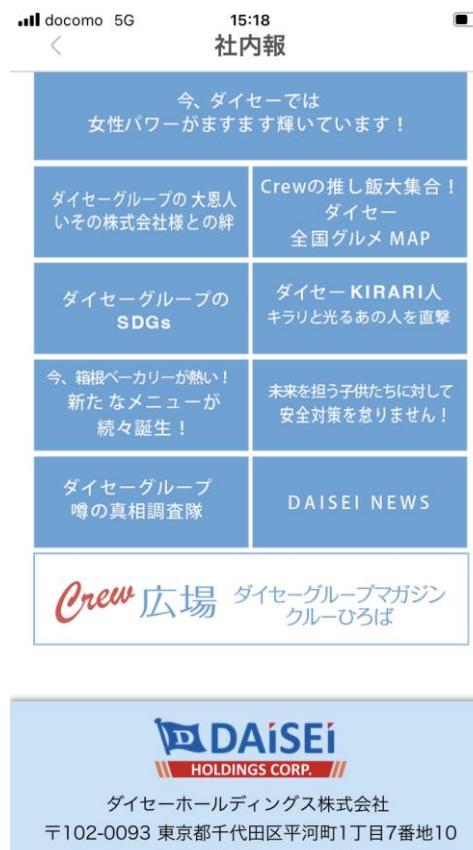 docomo 5G 15:18
社内報
今、ダイセーでは
女性パワーがますます輝いています！
ダイセーグループの 大恩人
いその株式会社様との絆
Crewの推し飯大集合！
ダイセー
全国グルメ MAP
ダイセーグループの
SDGs
ダイセー KIRARI人
キラリと光るあの人を直撃
今、箱根ベーカリーが熱い！
新た なメニューが
続々誕生！
未来を担う子供たちに対して
安全対策を怠りません！
ダイセーグループ
噂の真相調査隊
DAISEI NEWS
Crew 広場
ダイセーグループマガジン
クルーひろば
D DAiSEi
HOLDINGS CORP.
ダイセーホールディングス株式会社
〒102-0093 東京都千代田区平河町1丁目7番地10